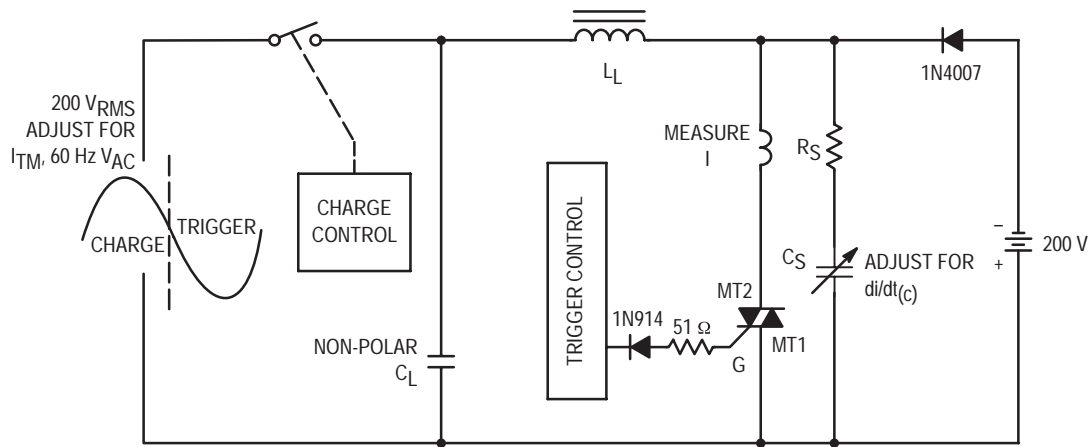 200 VRMS
ADJUST FOR
ITM, 60 Hz VAC
CHARGE
TRIGGER
CHARGE
CONTROL
NON-POLAR
CL
LL
TRIGGER CONTROL
MEASURE
I
1N914
51 Ω
G
MT2
MT1
RS
CS
ADJUST FOR
di/dt(c)
1N4007
–
+
200 V